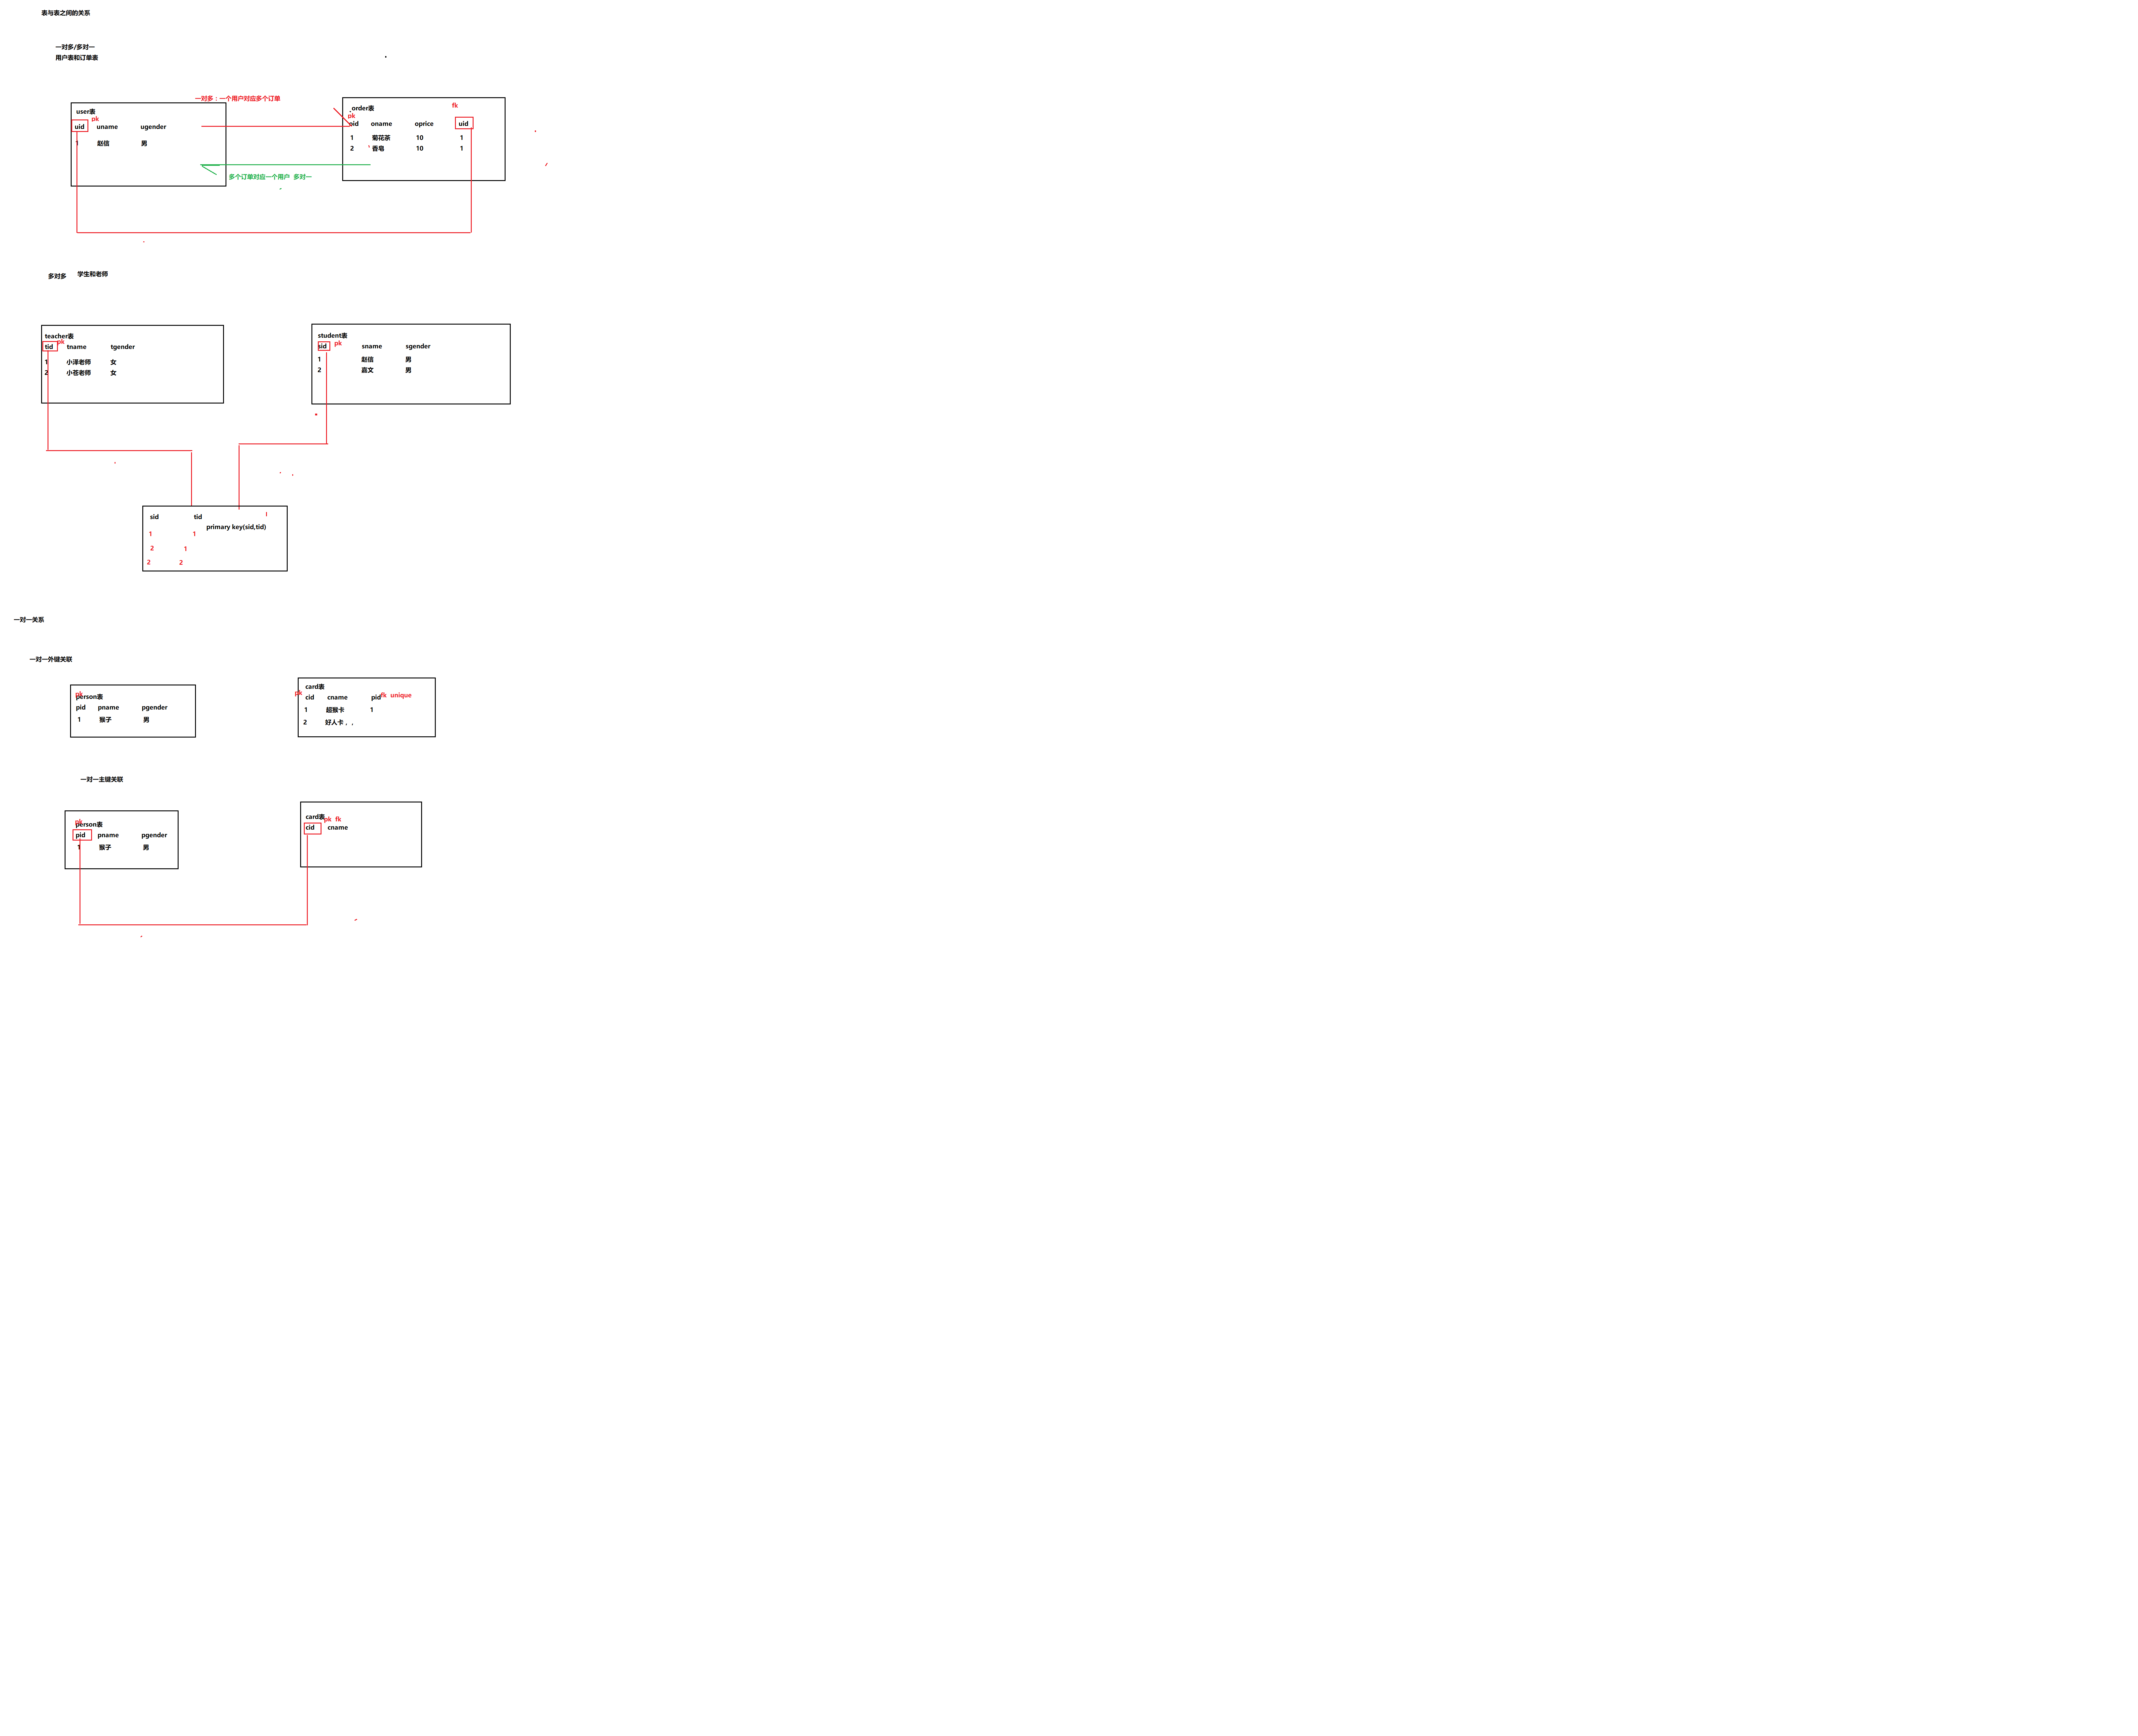 表与表之间的关系
一对多/多对一
用户表和订单表
一对多：一个用户对应多个订单
user表
pk
uid uname ugender
1 赵信 男
order表
fk
pk
oid oname oprice uid
1 菊花茶 10 1
2 香皂 10 1
多个订单对应一个用户 多对一
多对多 学生和老师
teacher表
pk
tid tname tgender
1 小泽老师 女
2 小苍老师 女
student表
pk
sid sname sgender
1 赵信 男
2 嘉文 男
sid tid
primary key(sid,tid)
1 1
2 1
2 2
一对一关系
一对一外键关联
pk
person表
pid pname pgender
1 猴子 男
card表
pk
cid cname pid fk unique
1 超猴卡 1
2 好人卡 , ,
一对一主键关联
pk
person表
pid pname pgender
1 猴子 男
card表
pk fk
cid cname